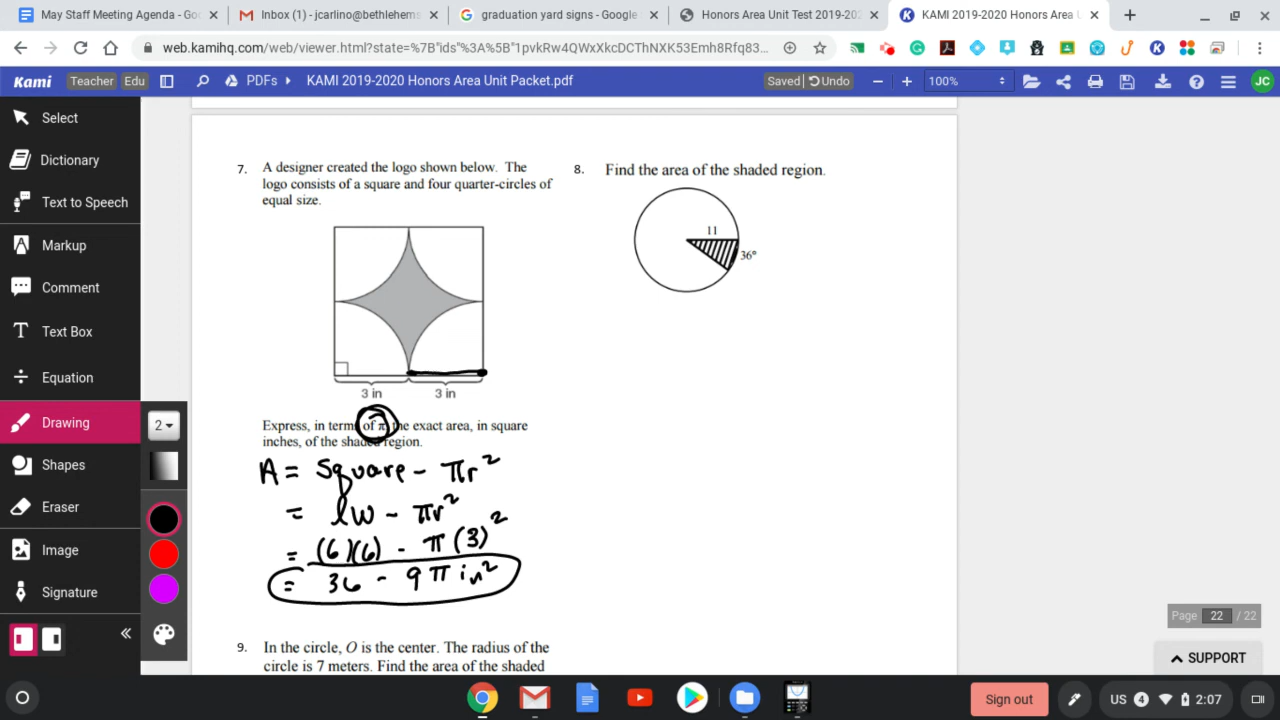 May Staff Meeting Agenda - Goo
Inbox (1) - jcarlino@bethlehems
graduation yard signs - Google
Honors Area Unit Test 2019-202
KAMI 2019-2020 Honors Area U
web.kamihq.com/web/viewer.html?state=%7B"ids"%3A%5B"1pvkRw4QWxXkcDCThNXK53Emh8Rfq83...
Kami Teacher Edu PDFs KAMI 2019-2020 Honors Area Unit Packet.pdf Saved Undo 100% JC
Select
Dictionary
Text to Speech
Markup
Comment
Text Box
Equation
Drawing
2
Shapes
Eraser
Image
Signature
7. A designer created the logo shown below. The
logo consists of a square and four quarter-circles of
equal size.
3 in 3 in
Express, in terms of π, the exact area, in square
inches, of the shaded region.
A = square - πr²
= lw - πr²
= (6)(6) - π(3)²
= 36 - 9π in²
8. Find the area of the shaded region.
11
36°
9. In the circle, O is the center. The radius of the
circle is 7 meters. Find the area of the shaded
Page 22 / 22
SUPPORT
Sign out
US 4 2:07